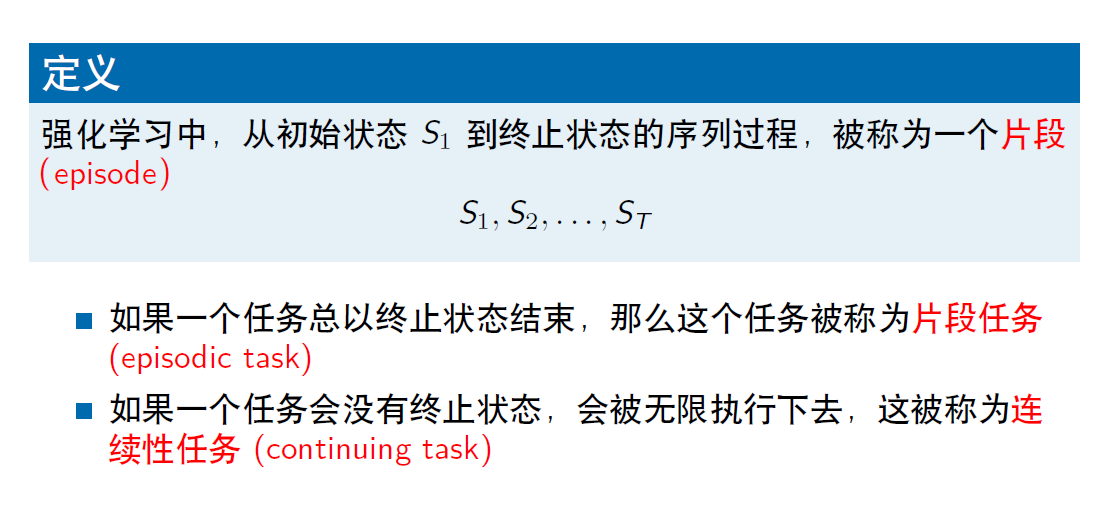 定义
强化学习中，从初始状态 S₁ 到终止状态的序列过程，被称为一个片段
(episode)
S₁, S₂, . . . , S_T
如果一个任务总以终止状态结束，那么这个任务被称为片段任务
(episodic task)
如果一个任务会没有终止状态，会被无限执行下去，这被称为连
续性任务 (continuing task)